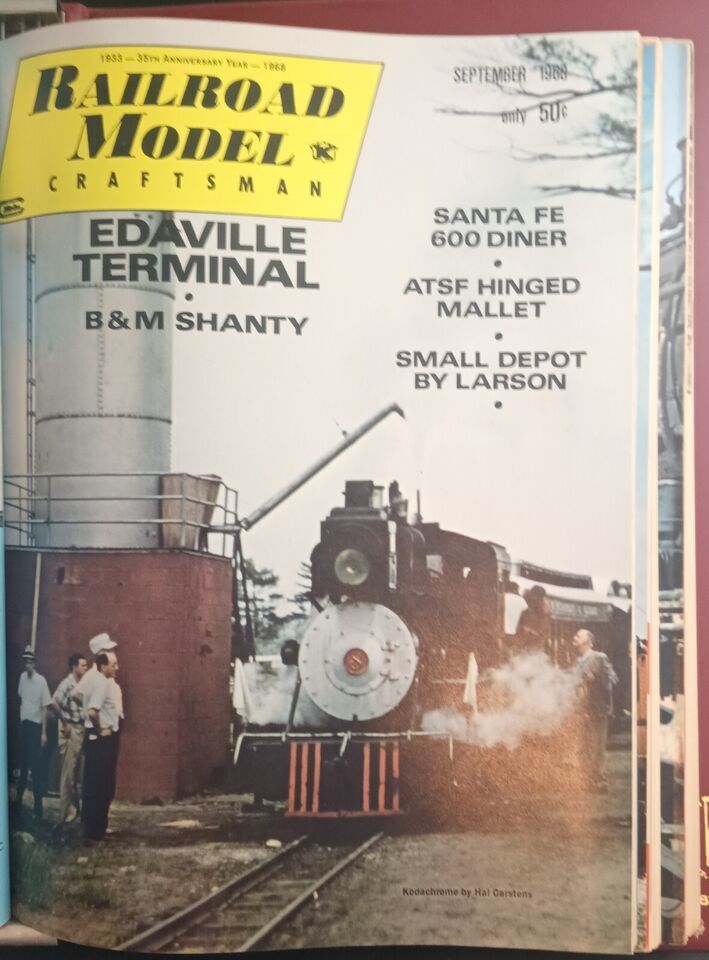 1933 — 35TH ANNIVERSARY YEAR — 1968
RAILROAD
MODEL
CRAFTSMAN
SEPTEMBER 1968
only 50¢
EDAVILLE
TERMINAL
•
B&M SHANTY
SANTA FE
600 DINER
•
ATSF HINGED
MALLET
•
SMALL DEPOT
BY LARSON
•
8
Kodachrome by Hal Carstens